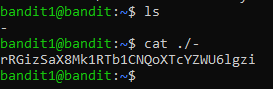 bandit1@bandit:~$ ls
-
bandit1@bandit:~$ cat ./-
rRGizSaX8Mk1RTb1CNQoXTcYZWU6lgzi
bandit1@bandit:~$